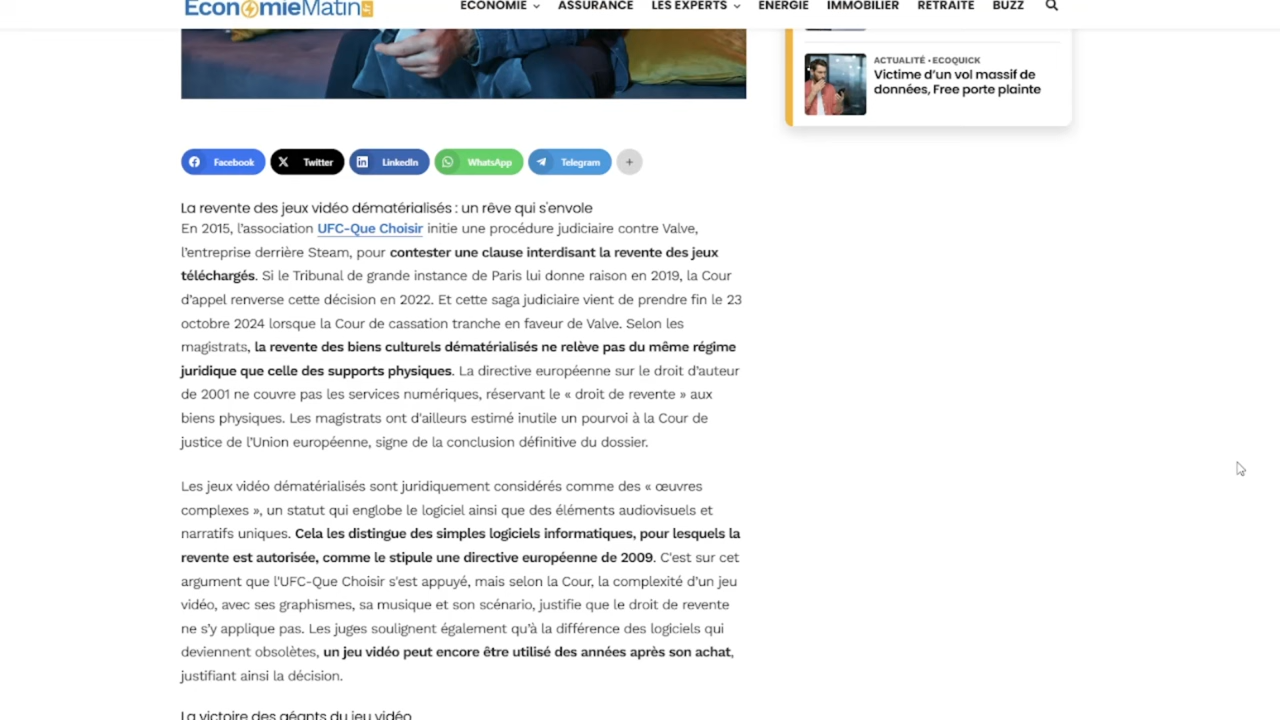 EconomieMatin
ÉCONOMIE ASSURANCE LES EXPERTS ÉNERGIE IMMOBILIER RETRAITE BUZZ
ACTUALITÉ • ECOQUICK
Victime d'un vol massif de
données, Free porte plainte
Facebook Twitter LinkedIn WhatsApp Telegram +
La revente des jeux vidéo dématérialisés : un rêve qui s'envole
En 2015, l'association UFC-Que Choisir initie une procédure judiciaire contre Valve,
l'entreprise derrière Steam, pour contester une clause interdisant la revente des jeux
téléchargés. Si le Tribunal de grande instance de Paris lui donne raison en 2019, la Cour
d'appel renverse cette décision en 2022. Et cette saga judiciaire vient de prendre fin le 23
octobre 2024 lorsque la Cour de cassation tranche en faveur de Valve. Selon les
magistrats, la revente des biens culturels dématérialisés ne relève pas du même régime
juridique que celle des supports physiques. La directive européenne sur le droit d'auteur
de 2001 ne couvre pas les services numériques, réservant le « droit de revente » aux
biens physiques. Les magistrats ont d'ailleurs estimé inutile un pourvoi à la Cour de
justice de l'Union européenne, signe de la conclusion définitive du dossier.
Les jeux vidéo dématérialisés sont juridiquement considérés comme des « œuvres
complexes », un statut qui englobe le logiciel ainsi que des éléments audiovisuels et
narratifs uniques. Cela les distingue des simples logiciels informatiques, pour lesquels la
revente est autorisée, comme le stipule une directive européenne de 2009. C'est sur cet
argument que l'UFC-Que Choisir s'est appuyé, mais selon la Cour, la complexité d'un jeu
vidéo, avec ses graphismes, sa musique et son scénario, justifie que le droit de revente
ne s'y applique pas. Les juges soulignent également qu'à la différence des logiciels qui
deviennent obsolètes, un jeu vidéo peut encore être utilisé des années après son achat,
justifiant ainsi la décision.
La victoire des géants du jeu vidéo